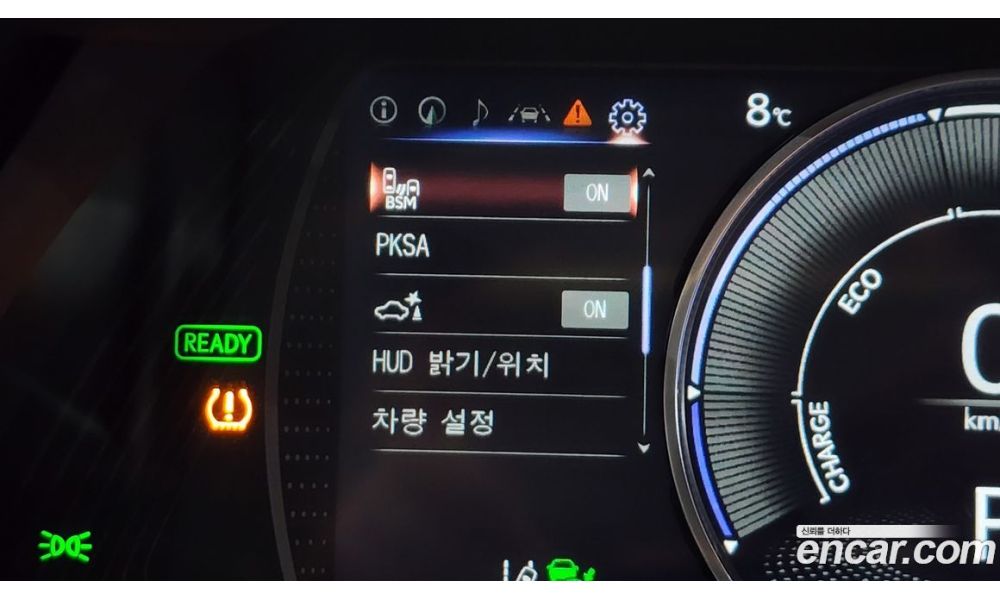 8℃
BSM ON
PKSA
ON
HUD 밝기/위치
차량 설정
READY
ECO
CHARGE
km/
신뢰를 더하다
encar.com